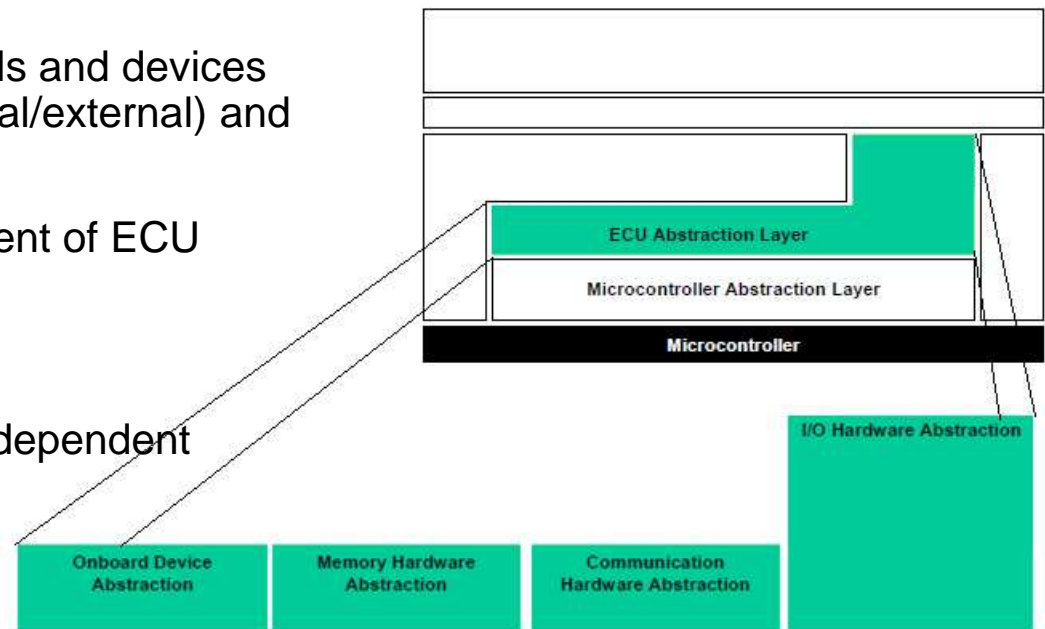 ls and devices
al/external) and
ent of ECU
dependent
ECU Abstraction Layer
Microcontroller Abstraction Layer
Microcontroller
I/O Hardware Abstraction
Onboard Device
Abstraction
Memory Hardware
Abstraction
Communication
Hardware Abstraction